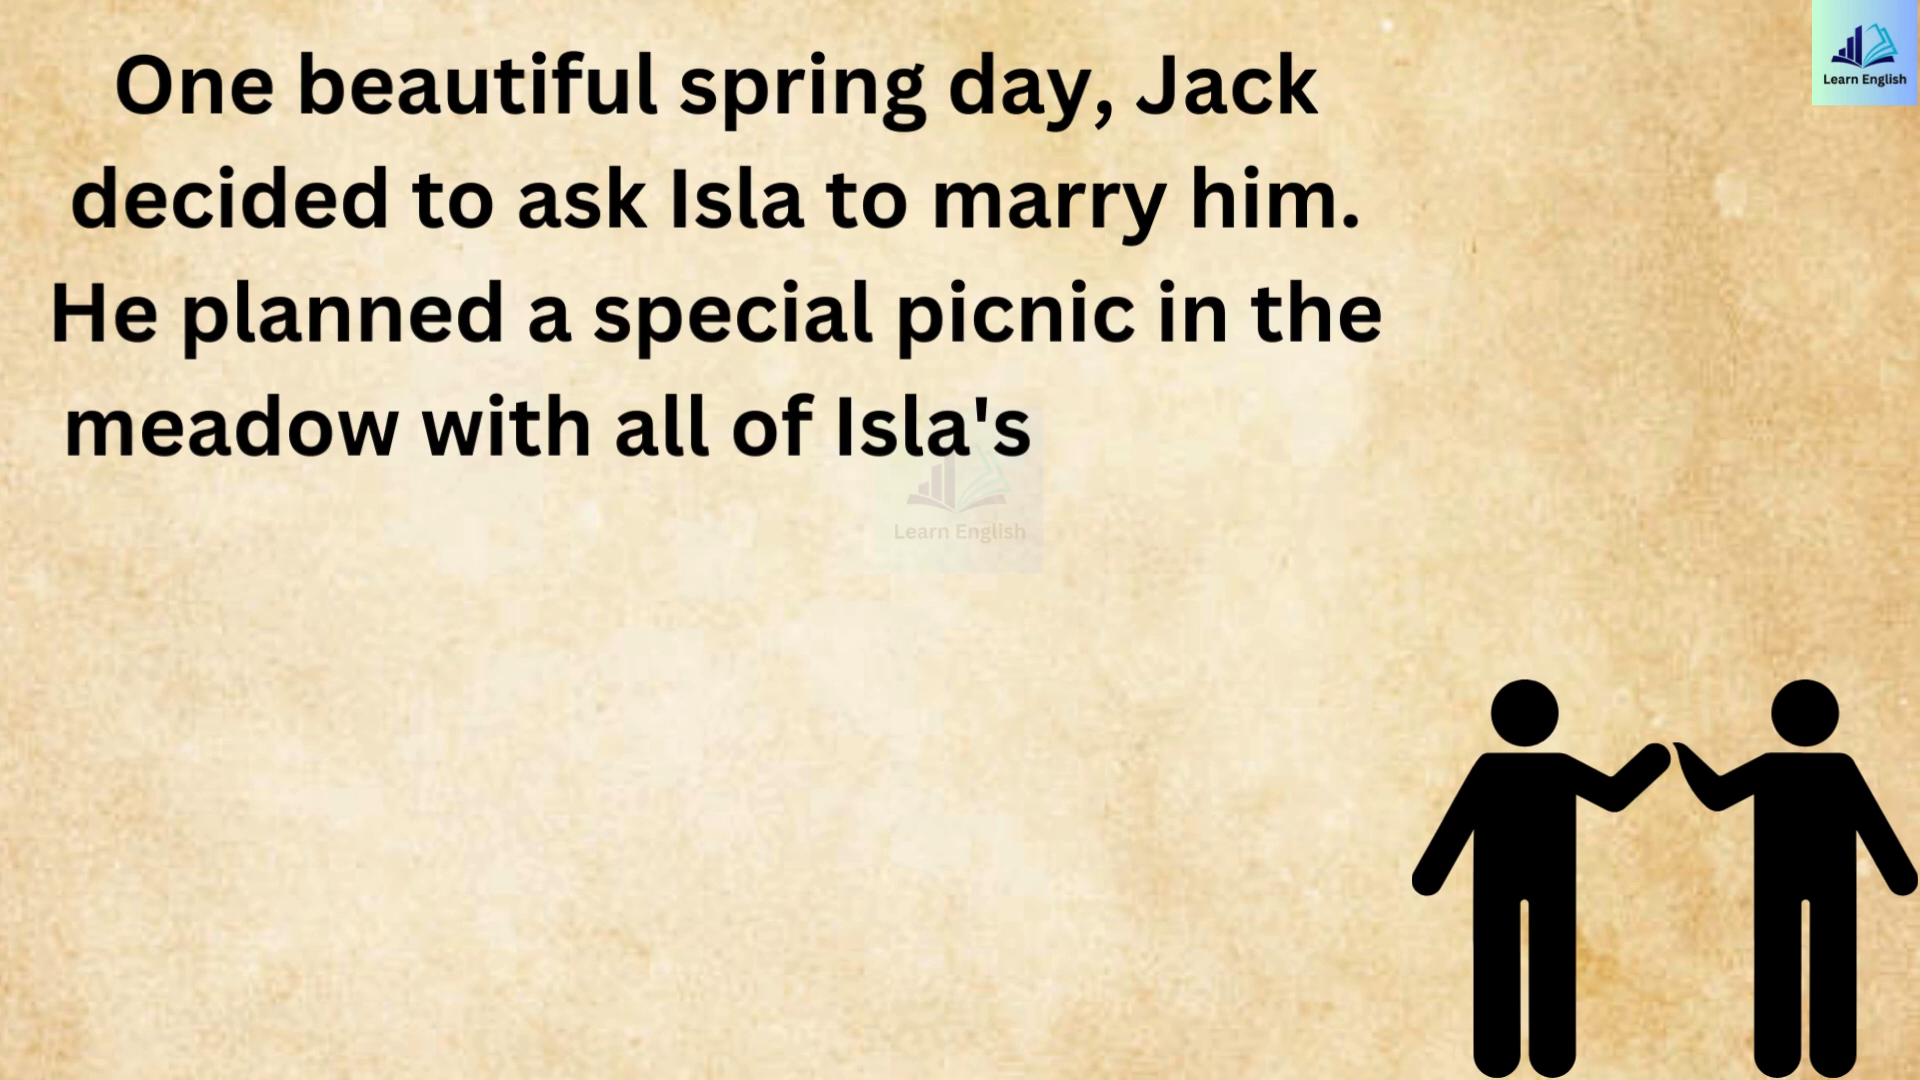 One beautiful spring day, Jack
decided to ask Isla to marry him.
He planned a special picnic in the
meadow with all of Isla's
Learn English
Learn English